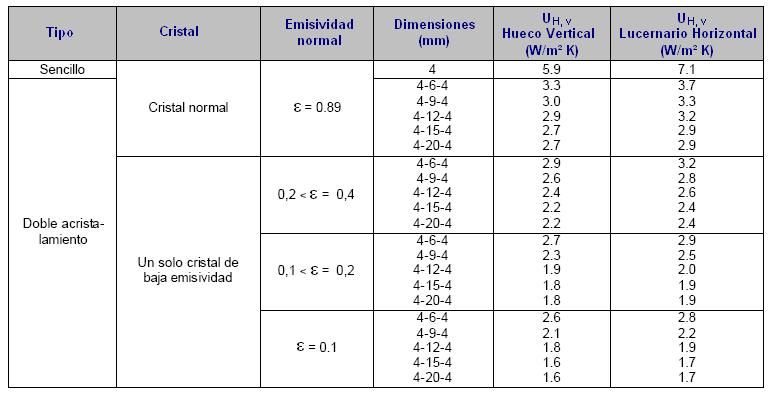 Tipo Cristal Emisividad normal Dimensiones (mm) U H, v Hueco Vertical (W/m² K) U H, v Lucernario Horizontal (W/m² K)
Sencillo Cristal normal ε = 0.89 4 5.9 7.1
Doble acrista-lamiento 4-6-4 3.3 3.7
4-9-4 3.0 3.3
4-12-4 2.9 3.2
4-15-4 2.7 2.9
4-20-4 2.7 2.9
Un solo cristal de baja emisividad 0,2 < ε = 0,4 4-6-4 2.9 3.2
4-9-4 2.6 2.8
4-12-4 2.4 2.6
4-15-4 2.2 2.4
4-20-4 2.2 2.4
0,1 < ε = 0,2 4-6-4 2.7 2.9
4-9-4 2.3 2.5
4-12-4 1.9 2.0
4-15-4 1.8 1.9
4-20-4 1.8 1.9
ε = 0.1 4-6-4 2.6 2.8
4-9-4 2.1 2.2
4-12-4 1.8 1.9
4-15-4 1.6 1.7
4-20-4 1.6 1.7